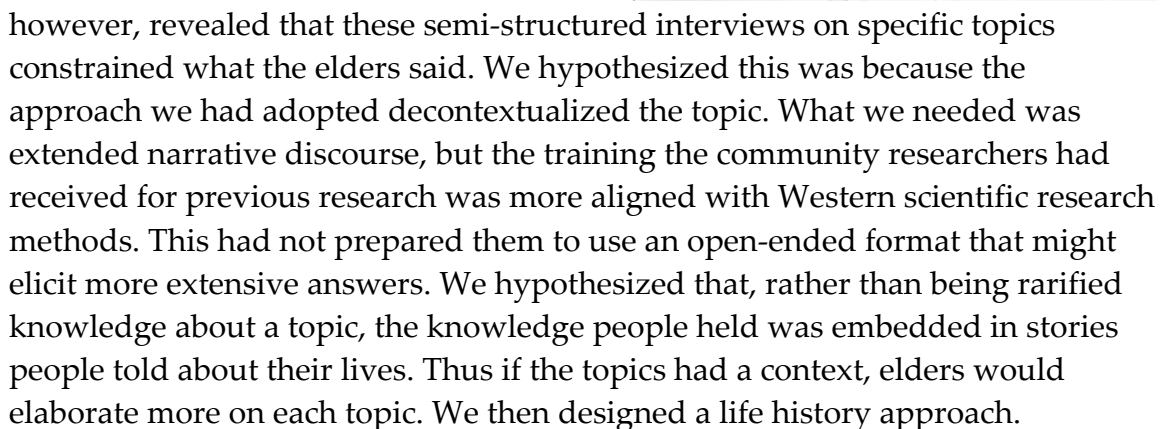 however, revealed that these semi-structured interviews on specific topics
constrained what the elders said. We hypothesized this was because the
approach we had adopted decontextualized the topic. What we needed was
extended narrative discourse, but the training the community researchers had
received for previous research was more aligned with Western scientific research
methods. This had not prepared them to use an open-ended format that might
elicit more extensive answers. We hypothesized that, rather than being rarified
knowledge about a topic, the knowledge people held was embedded in stories
people told about their lives. Thus if the topics had a context, elders would
elaborate more on each topic. We then designed a life history approach.